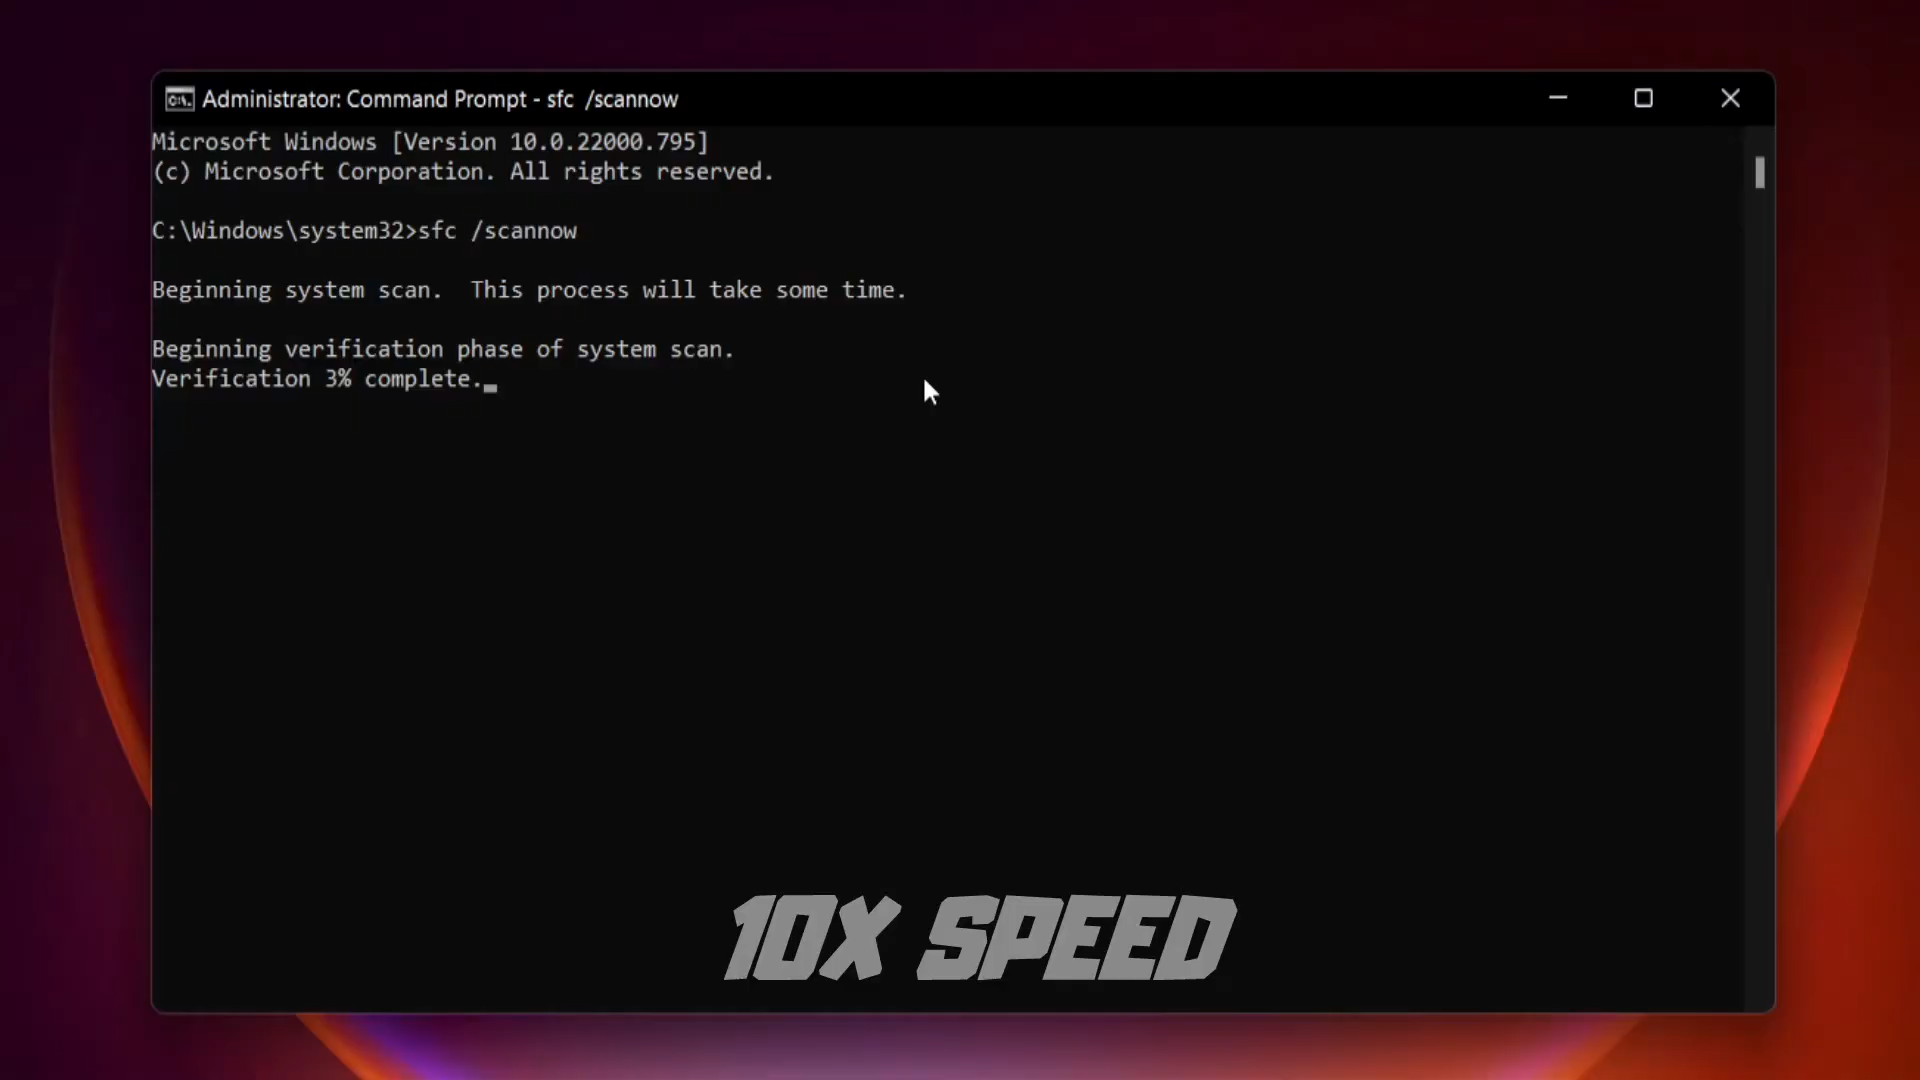 Administrator: Command Prompt - sfc  /scannow
Microsoft Windows [Version 10.0.22000.795]
(c) Microsoft Corporation. All rights reserved.
C:\Windows\system32>sfc /scannow
Beginning system scan.  This process will take some time.
Beginning verification phase of system scan.
Verification 3% complete.
10X SPEED